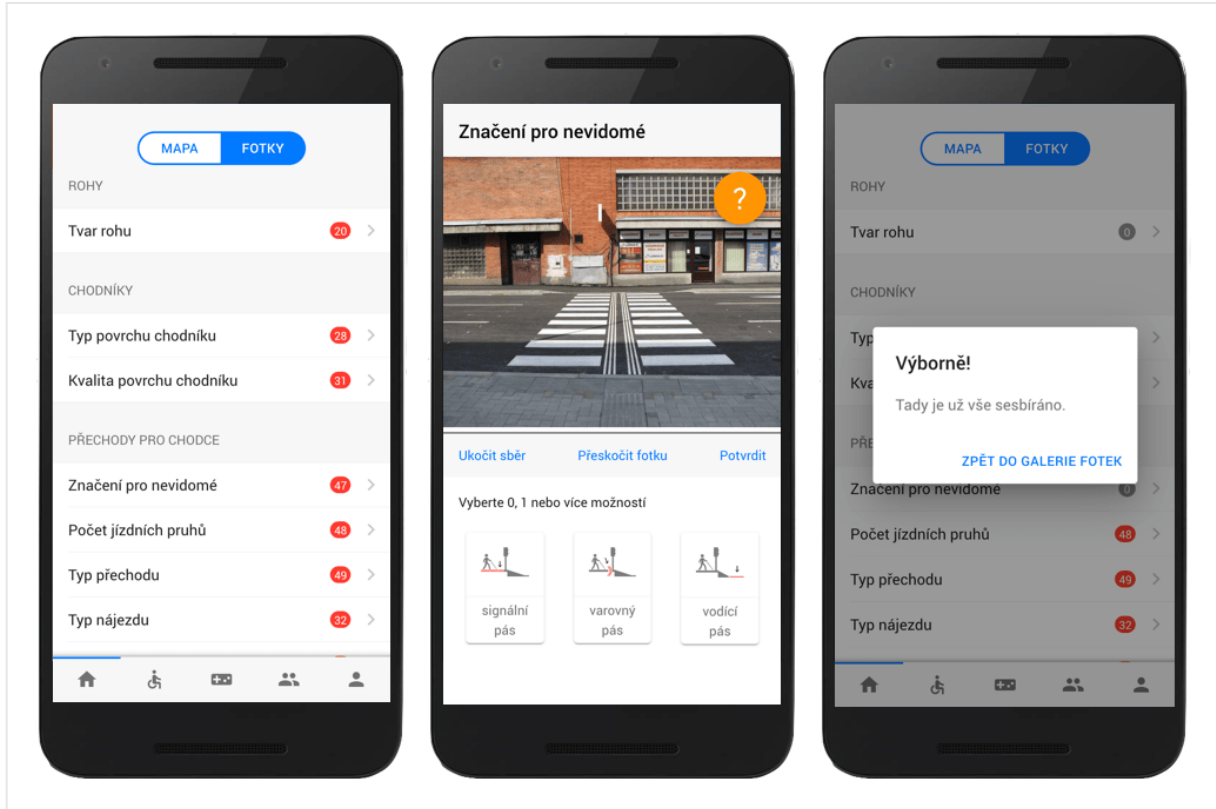 MAPA FOTKY
ROHY
Tvar rohu 20
CHODNÍKY
Typ povrchu chodníku 28
Kvalita povrchu chodníku 31
PŘECHODY PRO CHODCE
Značení pro nevidomé 47
Počet jízdních pruhů 48
Typ přechodu 49
Typ nájezdu 32
Značení pro nevidomé
?
Ukočit sběr Přeskočit fotku Potvrdit
Vyberte 0, 1 nebo více možností
signální
pás
varovný
pás
vodící
pás
MAPA FOTKY
ROHY
Tvar rohu 0
CHODNÍKY
Typ
Kva
Výborně!
Tady je už vše sesbíráno.
ZPĚT DO GALERIE FOTEK
PŘE
Značení pro nevidomé 0
Počet jízdních pruhů 48
Typ přechodu 49
Typ nájezdu 32